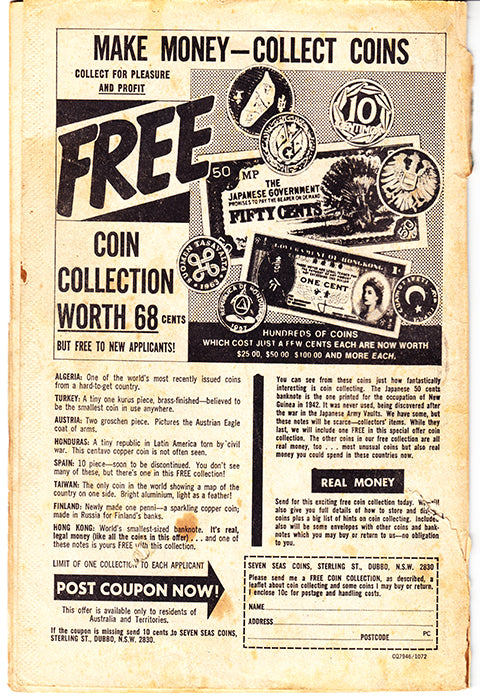 MAKE MONEY—COLLECT COINS
COLLECT FOR PLEASURE
AND PROFIT
FREE
COIN
COLLECTION
WORTH 68 CENTS
BUT FREE TO NEW APPLICANTS!
10
50 MP
THE
JAPANESE GOVERNMENT
PROMISES TO PAY THE BEARER ON DEMAND
FIFTY CENTS
50
GOVERNMENT OF HONGKONG
ONE CENT
SUOMEN TASAVALTA
1963
1957
HUNDREDS OF COINS
WHICH COST JUST A FEW CENTS EACH ARE NOW WORTH
$25.00, $50.00 $100.00 AND MORE EACH.
ALGERIA: One of the world's most recently issued coins
from a hard-to-get country.
TURKEY: A tiny one kurus piece, brass-finished—believed to
be the smallest coin in use anywhere.
AUSTRIA: Two groschen piece. Pictures the Austrian Eagle
coat of arms.
HONDURAS: A tiny republic in Latin America torn by civil
war. This centavo copper coin is not often seen.
SPAIN: 10 piece—soon to be discontinued. You don't see
many of these, but there's one in this FREE collection!
TAIWAN: The only coin in the world showing a map of the
country on one side. Bright aluminium, light as a feather!
FINLAND: Newly made one penni—a sparkling copper coin;
made in Russia for Finland's bank.
HONG KONG: World's smallest-sized banknote. It's real,
legal money (like all the coins in this offer) . . . and one of
these notes is yours FREE with this collection.
LIMIT OF ONE COLLECTION TO EACH APPLICANT
POST COUPON NOW!
This offer is available only to residents of
Australia and Territories.
If the coupon is missing send 10 cents to SEVEN SEAS COINS,
STERLING ST., DUBBO, N.S.W. 2830.
You can see from these coins just how fantastically
interesting is coin collecting. The Japanese 50 cents
banknote is the one printed for the occupation of New
Guinea in 1942. It was never used, being discovered after
the war in the Japanese Army Vaults. We have some, but
these notes will be scarce—collectors' items. While they
last, we will include one FREE in this special offer coin
collection. The other coins in our free collection are all
real money, too . . . most unusual coins but also real
money you could spend in these countries now.
REAL MONEY
Send for this exciting free coin collection today. We will
also give you full details of how to store and
coins plus a big list of hints on coin collecting.
also will be some envelopes with other coins and bank-
notes which you may buy or return to us—no obligation
to you.
SEVEN SEAS COINS, STERLING ST., DUBBO, N.S.W. 2830
Please send me a FREE COIN COLLECTION, as described, a
leaflet about coin collecting and some coins I may buy or return.
I enclose 10c for postage and handling costs.
NAME
ADDRESS
POSTCODE PC
CQ7946/1072